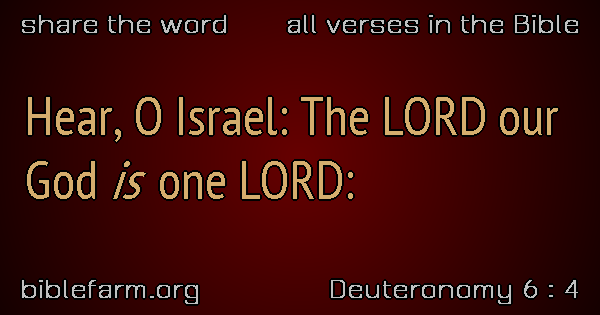 share the word all verses in the Bible
Hear, O Israel: The LORD our
God is one LORD:
biblefarm.org Deuteronomy 6 : 4